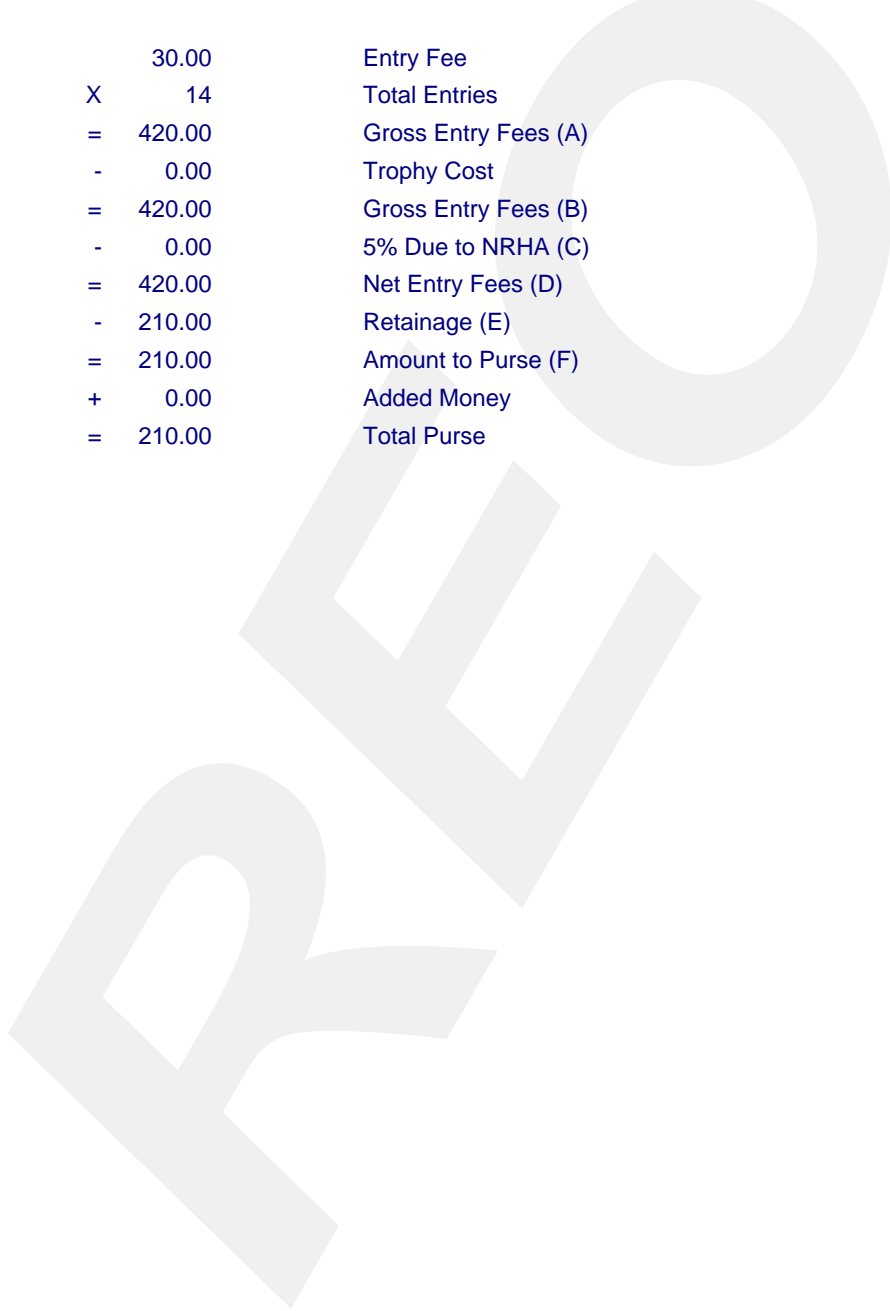 30.00 Entry Fee
X 14 Total Entries
= 420.00 Gross Entry Fees (A)
- 0.00 Trophy Cost
= 420.00 Gross Entry Fees (B)
- 0.00 5% Due to NRHA (C)
= 420.00 Net Entry Fees (D)
- 210.00 Retainage (E)
= 210.00 Amount to Purse (F)
+ 0.00 Added Money
= 210.00 Total Purse
REO